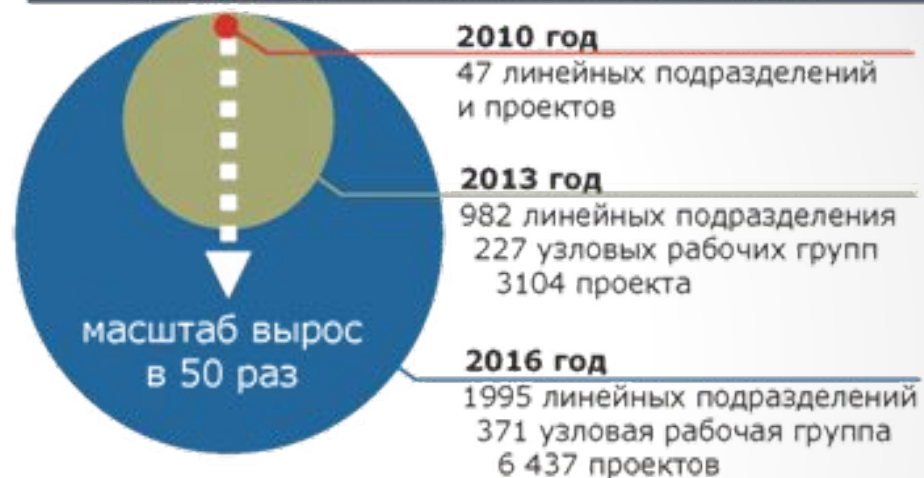 2010 год
47 линейных подразделений
и проектов
2013 год
982 линейных подразделения
227 узловых рабочих групп
3104 проекта
масштаб вырос
в 50 раз
2016 год
1995 линейных подразделений
371 узловая рабочая группа
6 437 проектов